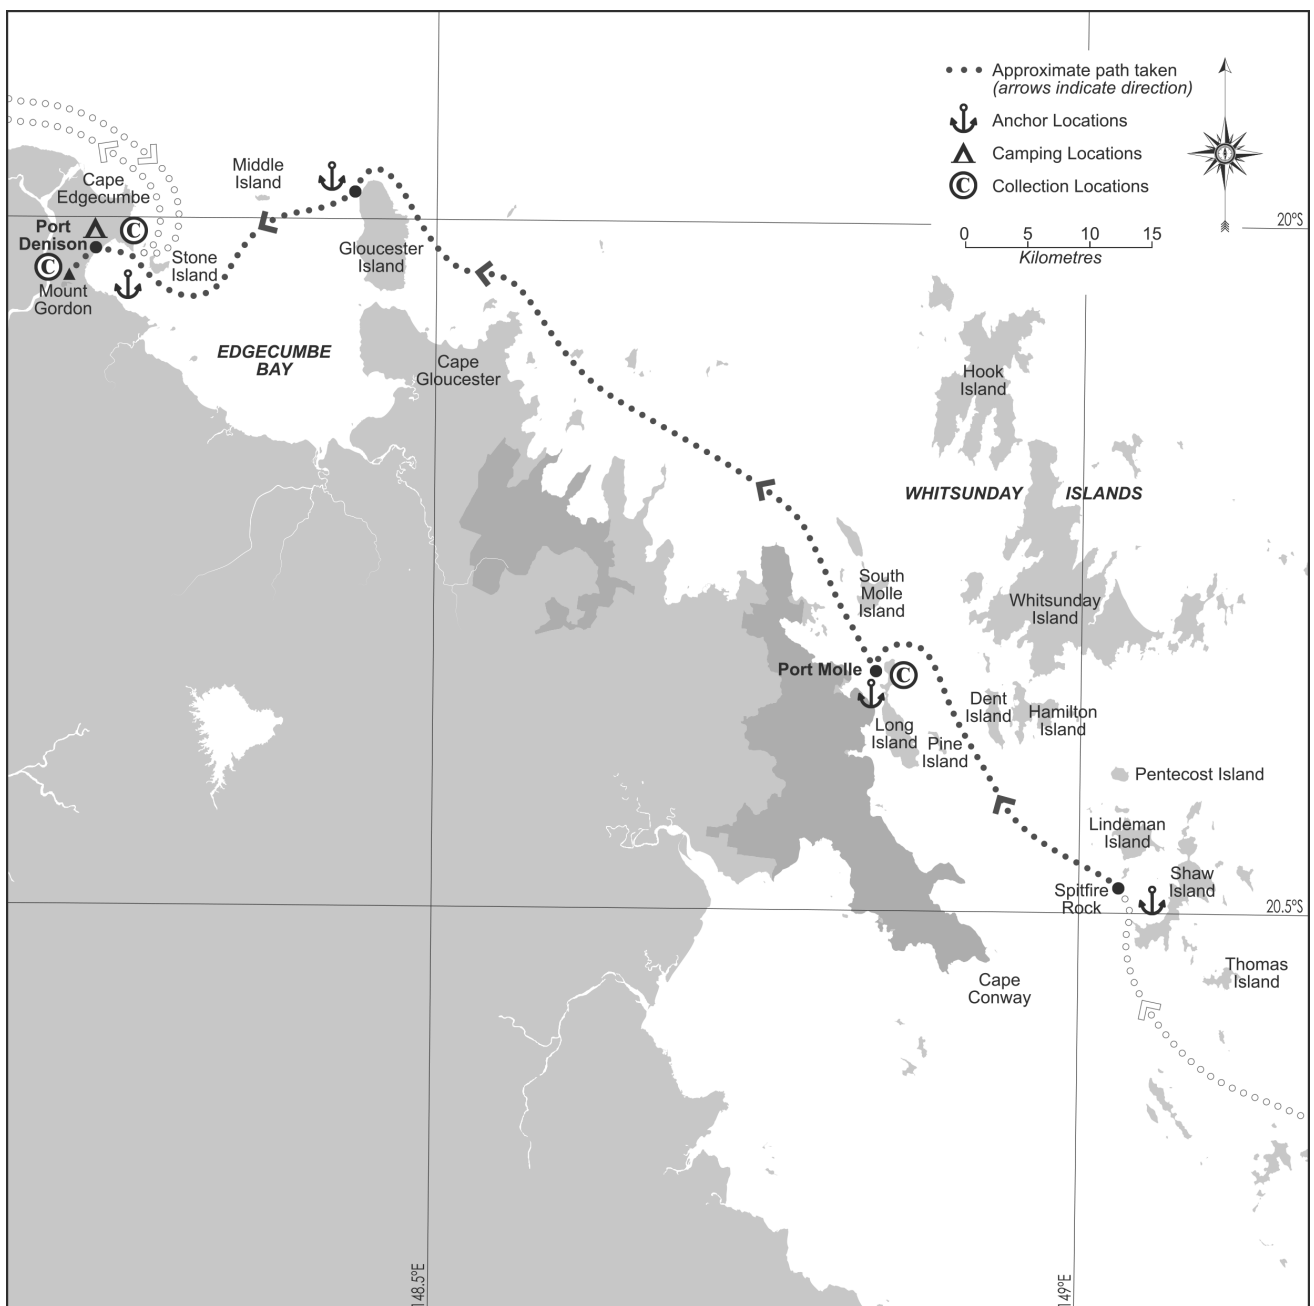 Approximate path taken
(arrows indicate direction)
Anchor Locations
Camping Locations
C Collection Locations
0 5 10 15
Kilometres
20°S
Middle
Island
Cape
Edgecumbe
Port
Denison
C
C
Stone
Island
Mount
Gordon
Gloucester
Island
EDGECUMBE
BAY
Cape
Gloucester
Hook
Island
WHITSUNDAY ISLANDS
South
Molle
Island
Whitsunday
Island
Port Molle
C
Long
Island
Pine
Island
Dent
Island
Hamilton
Island
Pentecost Island
Lindeman
Island
Shaw
Island
Spitfire
Rock
20.5°S
Thomas
Island
Cape
Conway
148.5°E
149°E